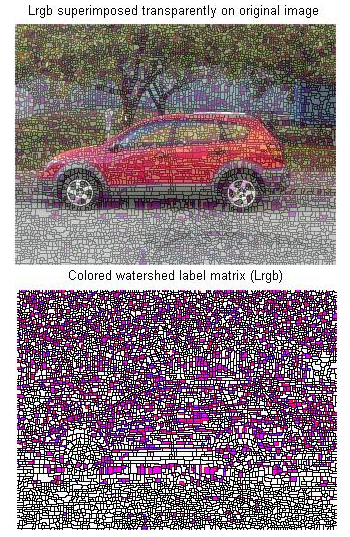 Lrgb superimposed transparently on original image
Colored watershed label matrix (Lrgb)